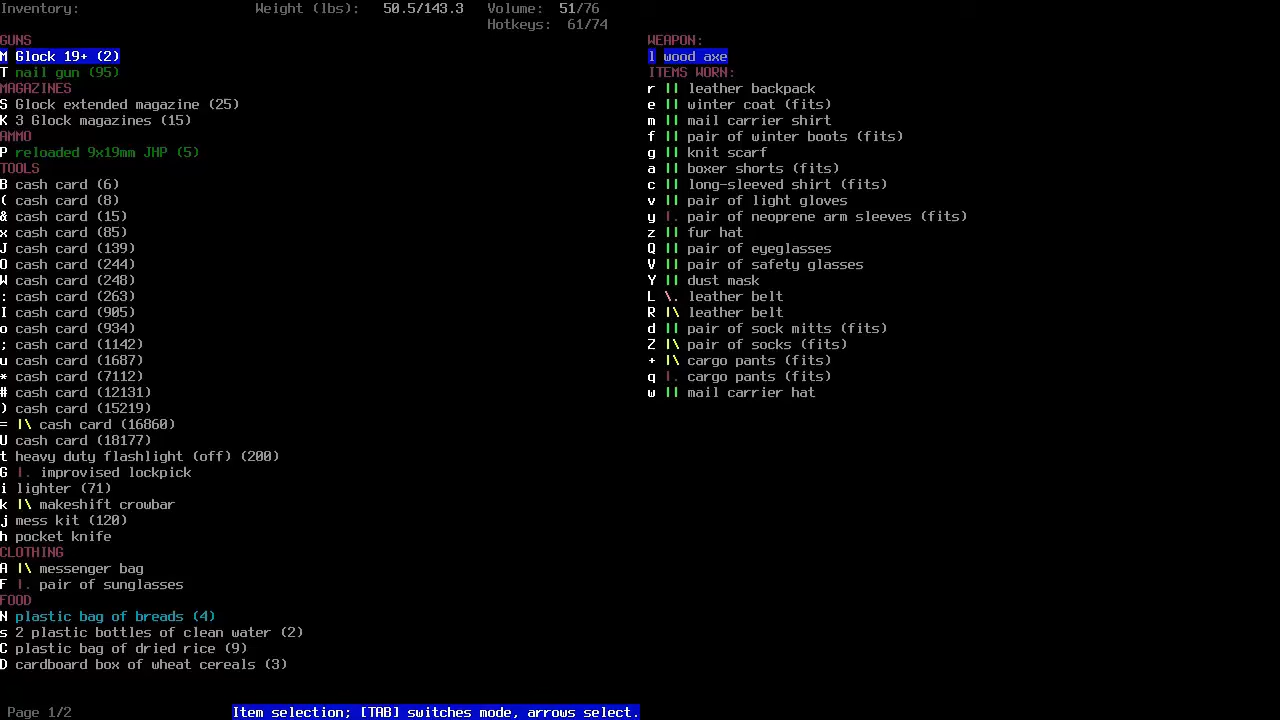 Inventory: Weight (lbs): 50.5/143.3 Volume: 51/76
Hotkeys: 61/74
GUNS
M Glock 19+ (2)
T nail gun (95)
MAGAZINES
S Glock extended magazine (25)
K 3 Glock magazines (15)
AMMO
P reloaded 9x19mm JHP (5)
TOOLS
B cash card (6)
( cash card (8)
& cash card (15)
x cash card (85)
J cash card (139)
O cash card (244)
W cash card (248)
: cash card (263)
I cash card (905)
o cash card (934)
; cash card (1142)
u cash card (1687)
* cash card (7112)
# cash card (12131)
) cash card (15219)
= |\ cash card (16860)
U cash card (18177)
t heavy duty flashlight (off) (200)
G |. improvised lockpick
i lighter (71)
k |\ makeshift crowbar
j mess kit (120)
h pocket knife
CLOTHING
A |\ messenger bag
F |. pair of sunglasses
FOOD
N plastic bag of breads (4)
s 2 plastic bottles of clean water (2)
C plastic bag of dried rice (9)
D cardboard box of wheat cereals (3)
WEAPON:
l wood axe
ITEMS WORN:
r || leather backpack
e || winter coat (fits)
m || mail carrier shirt
f || pair of winter boots (fits)
g || knit scarf
a || boxer shorts (fits)
c || long-sleeved shirt (fits)
v || pair of light gloves
y |. pair of neoprene arm sleeves (fits)
z || fur hat
Q || pair of eyeglasses
V || pair of safety glasses
Y || dust mask
L \. leather belt
R |\ leather belt
d || pair of sock mitts (fits)
Z |\ pair of socks (fits)
+ |\ cargo pants (fits)
q |. cargo pants (fits)
w || mail carrier hat
Page 1/2 Item selection; [TAB] switches mode, arrows select.